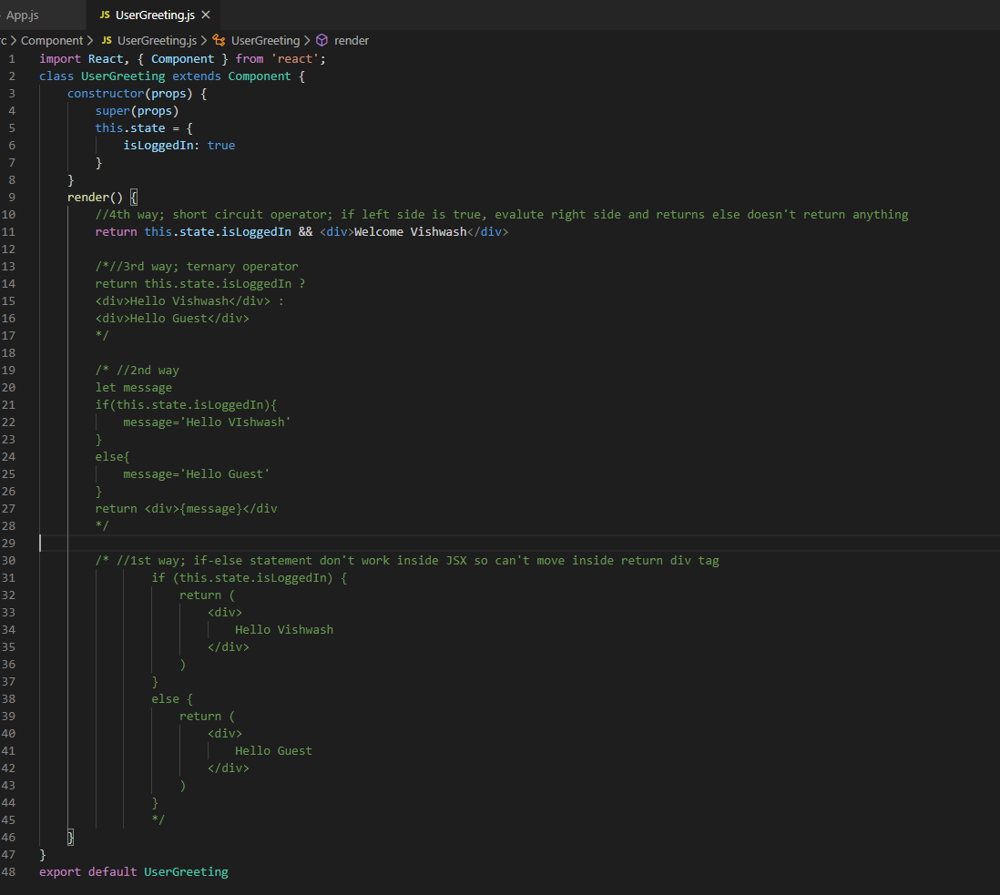 App.js
JS UserGreeting.js ×
rc > Component > JS UserGreeting.js > UserGreeting > render
1 import React, { Component } from 'react';
2 class UserGreeting extends Component {
3     constructor(props) {
4         super(props)
5         this.state = {
6             isLoggedIn: true
7         }
8     }
9     render() {
10         //4th way; short circuit operator; if left side is true, evalute right side and returns else doesn't return anything
11         return this.state.isLoggedIn && <div>Welcome Vishwash</div>
12
13         /*//3rd way; ternary operator
14         return this.state.isLoggedIn ?
15         <div>Hello Vishwash</div> :
16         <div>Hello Guest</div>
17         */
18
19         /* //2nd way
20         let message
21         if(this.state.isLoggedIn){
22             message='Hello VIshwash'
23         }
24         else{
25             message='Hello Guest'
26         }
27         return <div>{message}</div
28         */
29
30         /* //1st way; if-else statement don't work inside JSX so can't move inside return div tag
31                 if (this.state.isLoggedIn) {
32                     return (
33                         <div>
34                             Hello Vishwash
35                         </div>
36                     )
37                 }
38                 else {
39                     return (
40                         <div>
41                             Hello Guest
42                         </div>
43                     )
44                 }
45                 */
46     }
47 }
48 export default UserGreeting